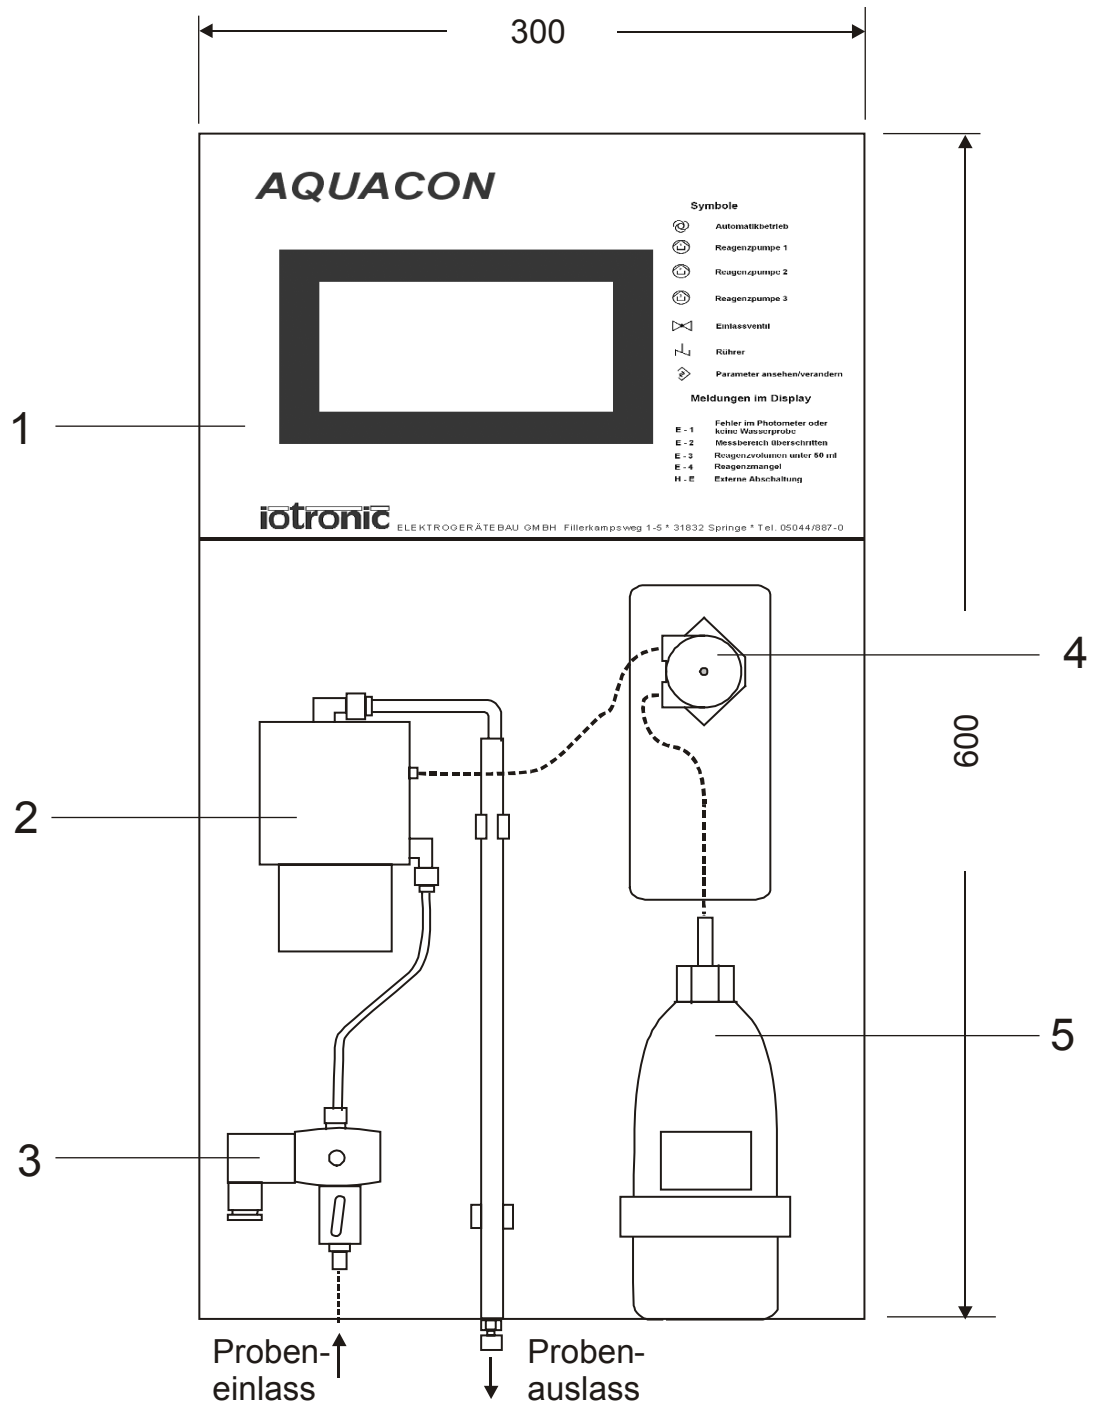 300
AQUACON
Symbole
Automatikbetrieb
Reagenzpumpe 1
Reagenzpumpe 2
Reagenzpumpe 3
Einlassventil
Rührer
Parameter ansehen/verandern
Meldungen im Display
E - 1 Fehler im Photometer oder
keine Wasserprobe
E - 2 Messbereich überschritten
E - 3 Reagenzvolumen unter 50 ml
E - 4 Reagenzmangel
H - E Externe Abschaltung
1
iotronic ELEKTROGERÄTEBAU GMBH Fillerkampsweg 1-5 * 31832 Springe * Tel. 05044/887-0
4
600
2
5
3
Proben-
einlass
Proben-
auslass